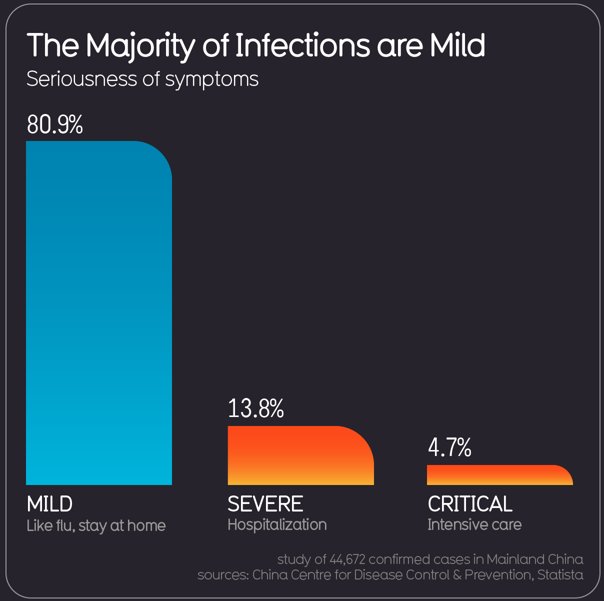 The Majority of Infections are Mild
Seriousness of symptoms
80.9%
13.8%
4.7%
MILD
Like flu, stay at home
SEVERE
Hospitalization
CRITICAL
Intensive care
study of 44,672 confirmed cases in Mainland China
sources: China Centre for Disease Control & Prevention, Statista